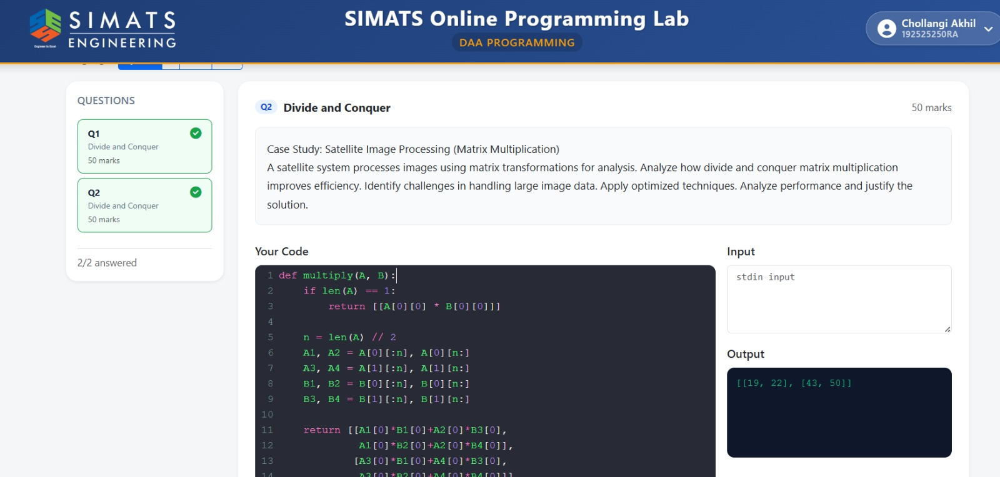 SIMATS
ENGINEERING
Engineer to Excel
SIMATS Online Programming Lab
DAA PROGRAMMING
Chollangi Akhil
192525250RA
QUESTIONS
Q1
Divide and Conquer
50 marks
Q2
Divide and Conquer
50 marks
2/2 answered
Q2 Divide and Conquer
50 marks
Case Study: Satellite Image Processing (Matrix Multiplication)
A satellite system processes images using matrix transformations for analysis. Analyze how divide and conquer matrix multiplication
improves efficiency. Identify challenges in handling large image data. Apply optimized techniques. Analyze performance and justify the
solution.
Your Code
1 def multiply(A, B):
2     if len(A) == 1:
3         return [[A[0][0] * B[0][0]]]
4
5     n = len(A) // 2
6     A1, A2 = A[0][:n], A[0][n:]
7     A3, A4 = A[1][:n], A[1][n:]
8     B1, B2 = B[0][:n], B[0][n:]
9     B3, B4 = B[1][:n], B[1][n:]
10
11     return [[A1[0]*B1[0]+A2[0]*B3[0],
12              A1[0]*B2[0]+A2[0]*B4[0]],
13             [A3[0]*B1[0]+A4[0]*B3[0],
14              A3[0]*B2[0]+A4[0]*B4[0]]]
Input
stdin input
Output
[[19, 22], [43, 50]]